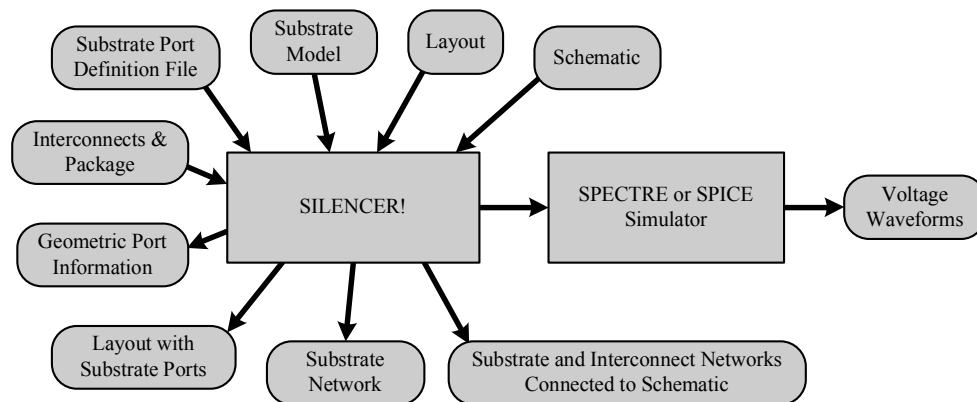 Substrate Port
Definition File
Substrate
Model
Layout
Schematic
Interconnects &
Package
SILENCER!
SPECTRE or SPICE
Simulator
Voltage
Waveforms
Geometric Port
Information
Layout with
Substrate Ports
Substrate
Network
Substrate and Interconnect Networks
Connected to Schematic